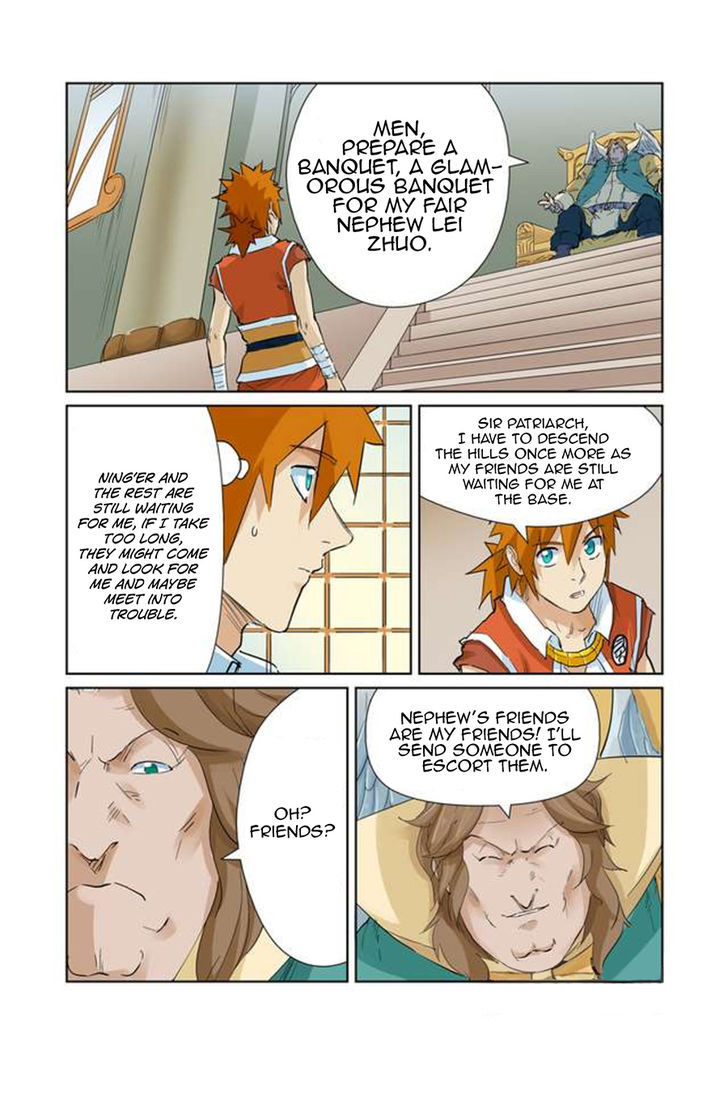 MEN,
PREPARE A
BANQUET, A GLAM-
OROUS BANQUET
FOR MY FAIR
NEPHEW LEI
ZHUO.
NING'ER AND
THE REST ARE
STILL WAITING
FOR ME, IF I TAKE
TOO LONG,
THEY MIGHT COME
AND LOOK FOR
ME AND MAYBE
MEET INTO
TROUBLE.
SIR PATRIARCH,
I HAVE TO DESCEND
THE HILLS ONCE MORE AS
MY FRIENDS ARE STILL
WAITING FOR ME AT
THE BASE.
OH?
FRIENDS?
NEPHEW'S FRIENDS
ARE MY FRIENDS! I'LL
SEND SOMEONE TO
ESCORT THEM.